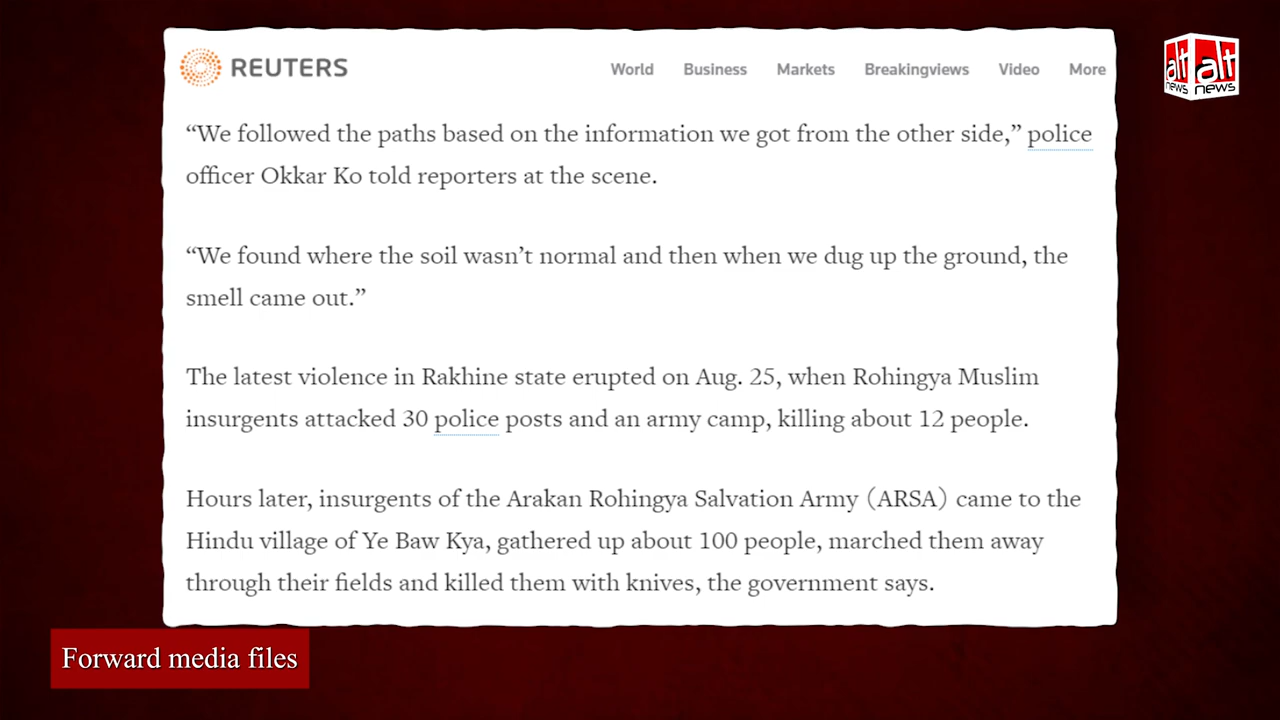 REUTERS
World Business Markets Breakingviews Video More
alt alt
news news
“We followed the paths based on the information we got from the other side,” police
officer Okkar Ko told reporters at the scene.
“We found where the soil wasn’t normal and then when we dug up the ground, the
smell came out.”
The latest violence in Rakhine state erupted on Aug. 25, when Rohingya Muslim
insurgents attacked 30 police posts and an army camp, killing about 12 people.
Hours later, insurgents of the Arakan Rohingya Salvation Army (ARSA) came to the
Hindu village of Ye Baw Kya, gathered up about 100 people, marched them away
through their fields and killed them with knives, the government says.
Forward media files